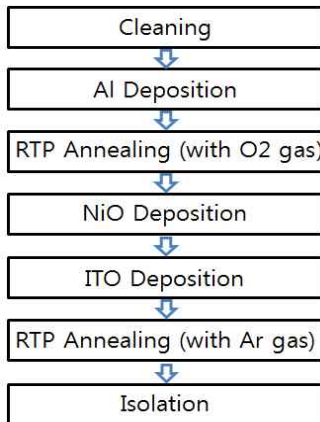 Cleaning
Al Deposition
RTP Annealing (with O2 gas)
NiO Deposition
ITO Deposition
RTP Annealing (with Ar gas)
Isolation